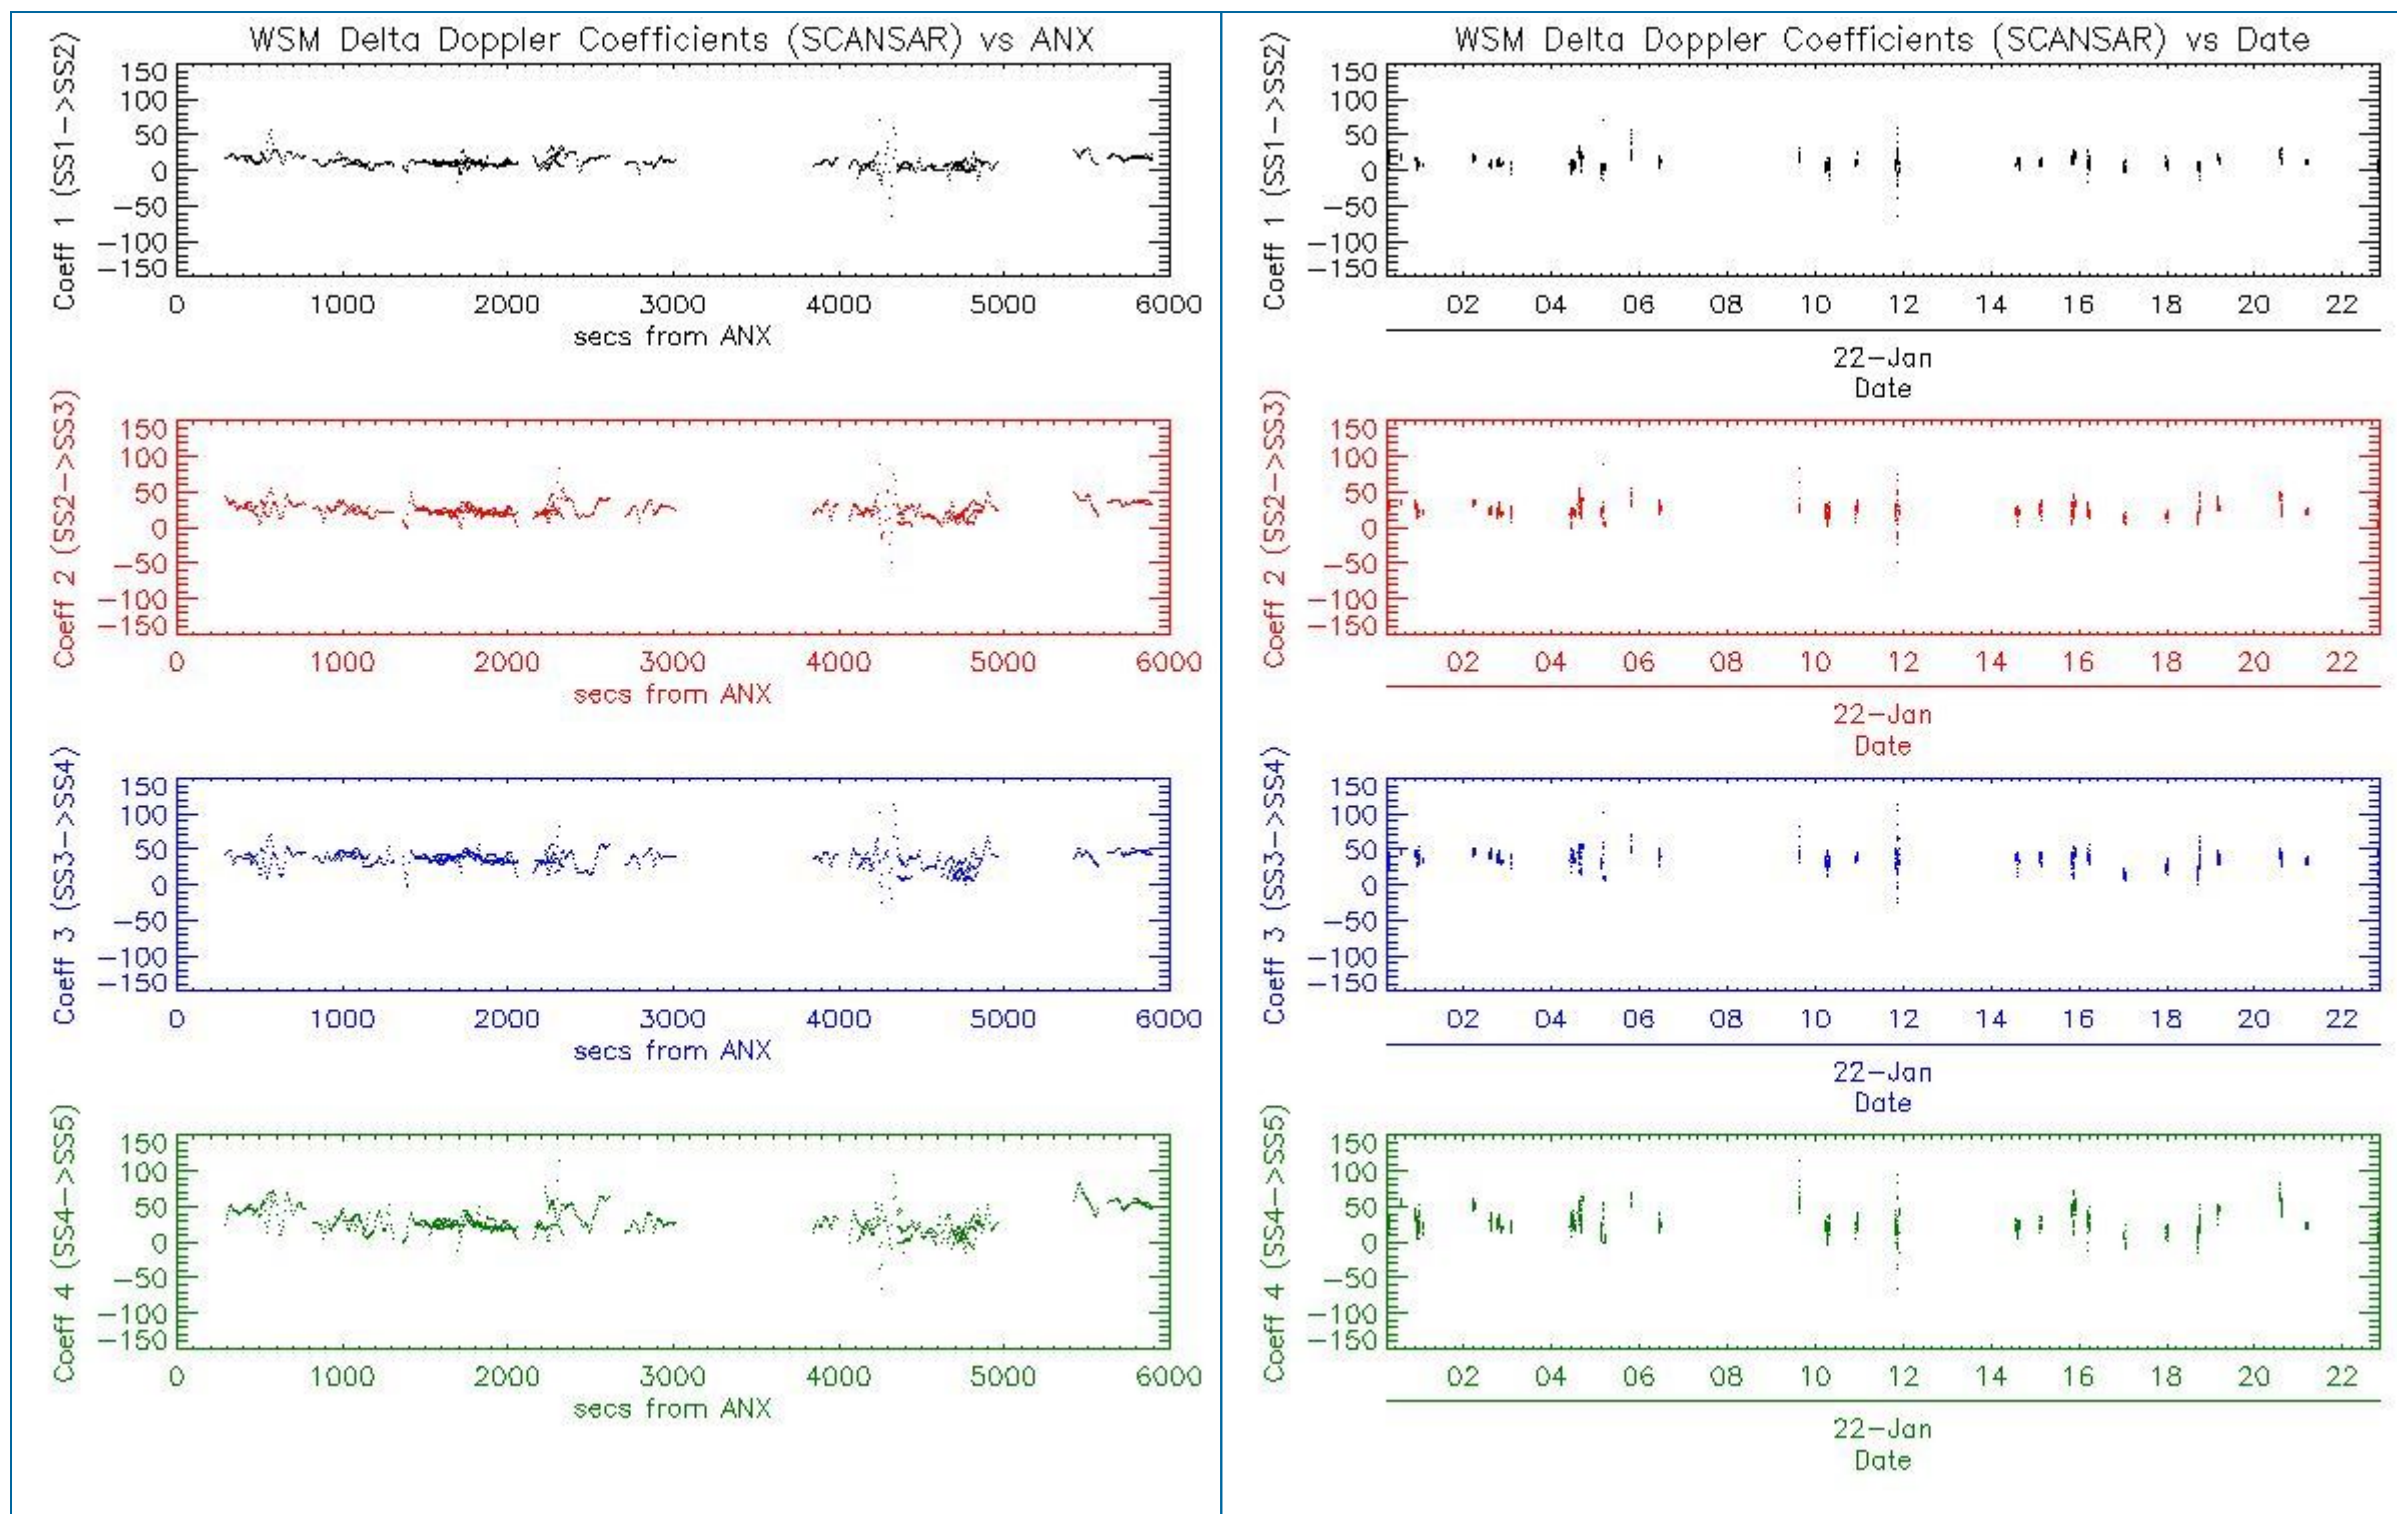 WSM Delta Doppler Coefficients (SCANSAR) vs ANX
Coeff 1 (SS1->SS2)
150
100
50
0
-50
-100
-150
0 1000 2000 3000 4000 5000 6000
secs from ANX
Coeff 2 (SS2->SS3)
150
100
50
0
-50
-100
-150
0 1000 2000 3000 4000 5000 6000
secs from ANX
Coeff 3 (SS3->SS4)
150
100
50
0
-50
-100
-150
0 1000 2000 3000 4000 5000 6000
secs from ANX
Coeff 4 (SS4->SS5)
150
100
50
0
-50
-100
-150
0 1000 2000 3000 4000 5000 6000
secs from ANX
WSM Delta Doppler Coefficients (SCANSAR) vs Date
Coeff 1 (SS1->SS2)
150
100
50
0
-50
-100
-150
02 04 06 08 10 12 14 16 18 20 22
22-Jan
Date
Coeff 2 (SS2->SS3)
150
100
50
0
-50
-100
-150
02 04 06 08 10 12 14 16 18 20 22
22-Jan
Date
Coeff 3 (SS3->SS4)
150
100
50
0
-50
-100
-150
02 04 06 08 10 12 14 16 18 20 22
22-Jan
Date
Coeff 4 (SS4->SS5)
150
100
50
0
-50
-100
-150
02 04 06 08 10 12 14 16 18 20 22
22-Jan
Date